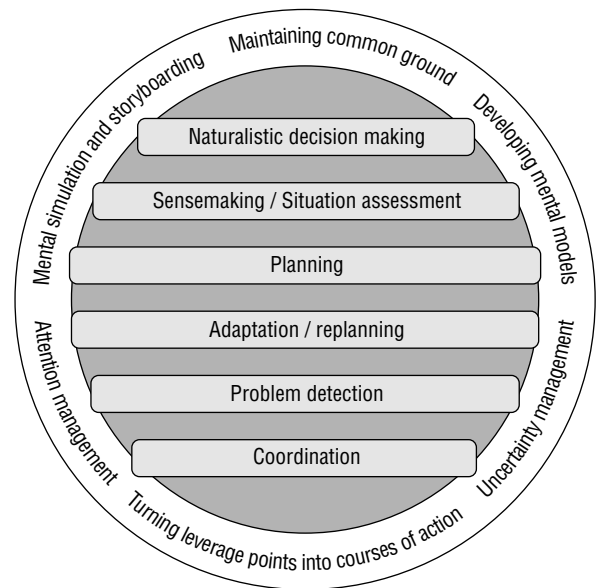 Maintaining common ground
Mental simulation and storyboarding
Developing mental models
Naturalistic decision making
Sensemaking / Situation assessment
Planning
Adaptation / replanning
Problem detection
Coordination
Attention management
Uncertainty management
Turning leverage points into courses of action